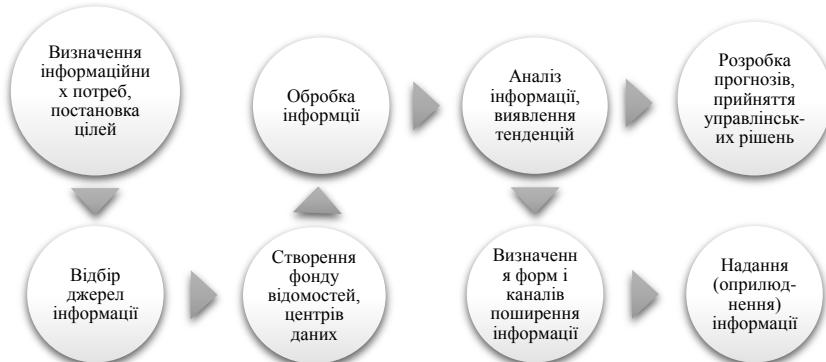 Визначення
інформаційни
х потреб,
постановка
цілей
Відбір
джерел
інформації
Створення
фонду
відомостей,
центрів
даних
Обробка
інформції
Аналіз
інформації,
виявлення
тенденцій
Розробка
прогнозів,
прийняття
управлінськ-
их рішень
Визначенн
я форм і
каналів
поширення
інформації
Надання
(оприлюд-
нення)
інформації